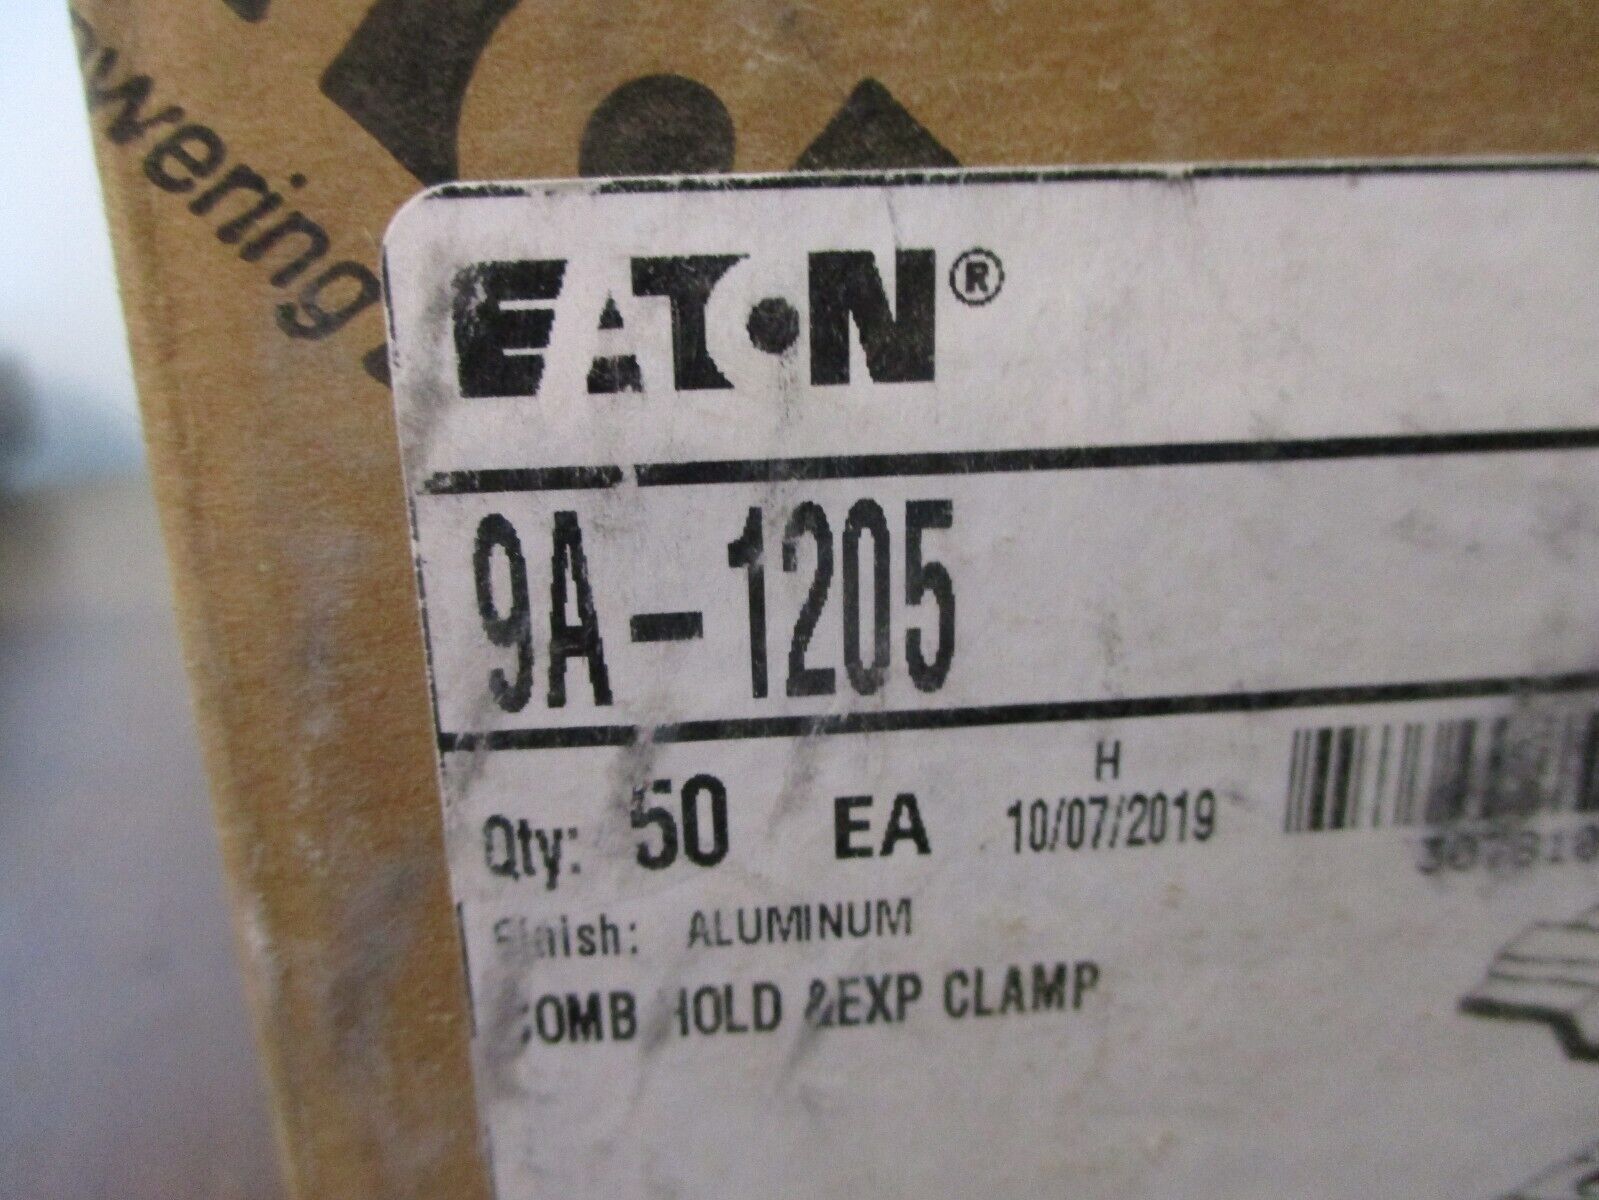 wering
EATON®
9A-1205
Qty: 50 EA H 10/07/2019
Finish: ALUMINUM
COMB HOLD &EXP CLAMP